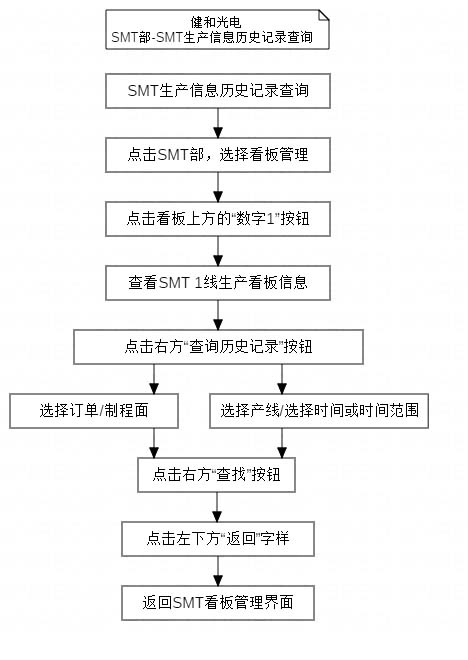 健和光电
SMT部-SMT生产信息历史记录查询
SMT生产信息历史记录查询
点击SMT部，选择看板管理
点击看板上方的“数字1”按钮
查看SMT 1线生产看板信息
点击右方“查询历史记录”按钮
选择订单/制程面
选择产线/选择时间或时间范围
点击右方“查找”按钮
点击左下方“返回”字样
返回SMT看板管理界面